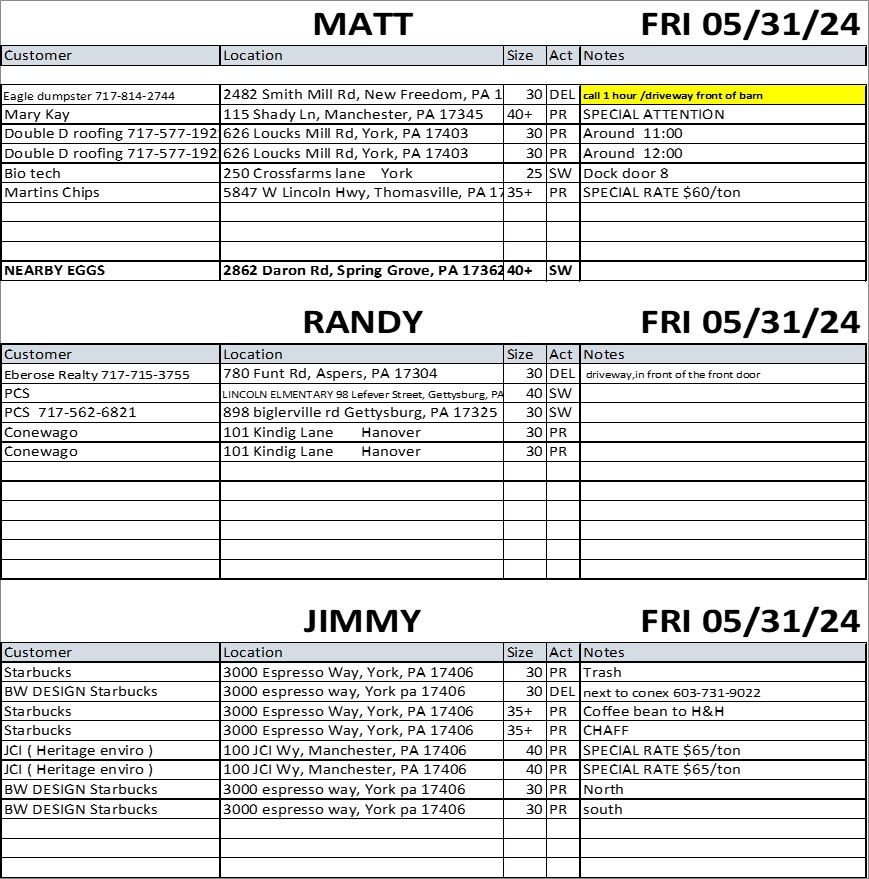 MATT FRI 05/31/24
Customer Location Size Act Notes
Eagle dumpster 717-814-2744 2482 Smith Mill Rd, New Freedom, PA 1 30 DEL call 1 hour /driveway front of barn
Mary Kay 115 Shady Ln, Manchester, PA 17345 40+ PR SPECIAL ATTENTION
Double D roofing 717-577-192 626 Loucks Mill Rd, York, PA 17403 30 PR Around 11:00
Double D roofing 717-577-192 626 Loucks Mill Rd, York, PA 17403 30 PR Around 12:00
Bio tech 250 Crossfarms lane York 25 SW Dock door 8
Martins Chips 5847 W Lincoln Hwy, Thomasville, PA 17 35+ PR SPECIAL RATE $60/ton
NEARBY EGGS 2862 Daron Rd, Spring Grove, PA 17362 40+ SW
RANDY FRI 05/31/24
Customer Location Size Act Notes
Eberose Realty 717-715-3755 780 Funt Rd, Aspers, PA 17304 30 DEL driveway,in front of the front door
PCS LINCOLN ELMENTARY 98 Lefever Street, Gettysburg, PA 40 SW
PCS 717-562-6821 898 biglerville rd Gettysburg, PA 17325 30 SW
Conewago 101 Kindig Lane Hanover 30 PR
Conewago 101 Kindig Lane Hanover 30 PR
JIMMY FRI 05/31/24
Customer Location Size Act Notes
Starbucks 3000 Espresso Way, York, PA 17406 30 PR Trash
BW DESIGN Starbucks 3000 espresso way, York pa 17406 30 DEL next to conex 603-731-9022
Starbucks 3000 Espresso Way, York, PA 17406 35+ PR Coffee bean to H&H
Starbucks 3000 Espresso Way, York, PA 17406 35+ PR CHAFF
JCI ( Heritage enviro ) 100 JCI Wy, Manchester, PA 17406 40 PR SPECIAL RATE $65/ton
JCI ( Heritage enviro ) 100 JCI Wy, Manchester, PA 17406 40 PR SPECIAL RATE $65/ton
BW DESIGN Starbucks 3000 espresso way, York pa 17406 30 PR North
BW DESIGN Starbucks 3000 espresso way, York pa 17406 30 PR south